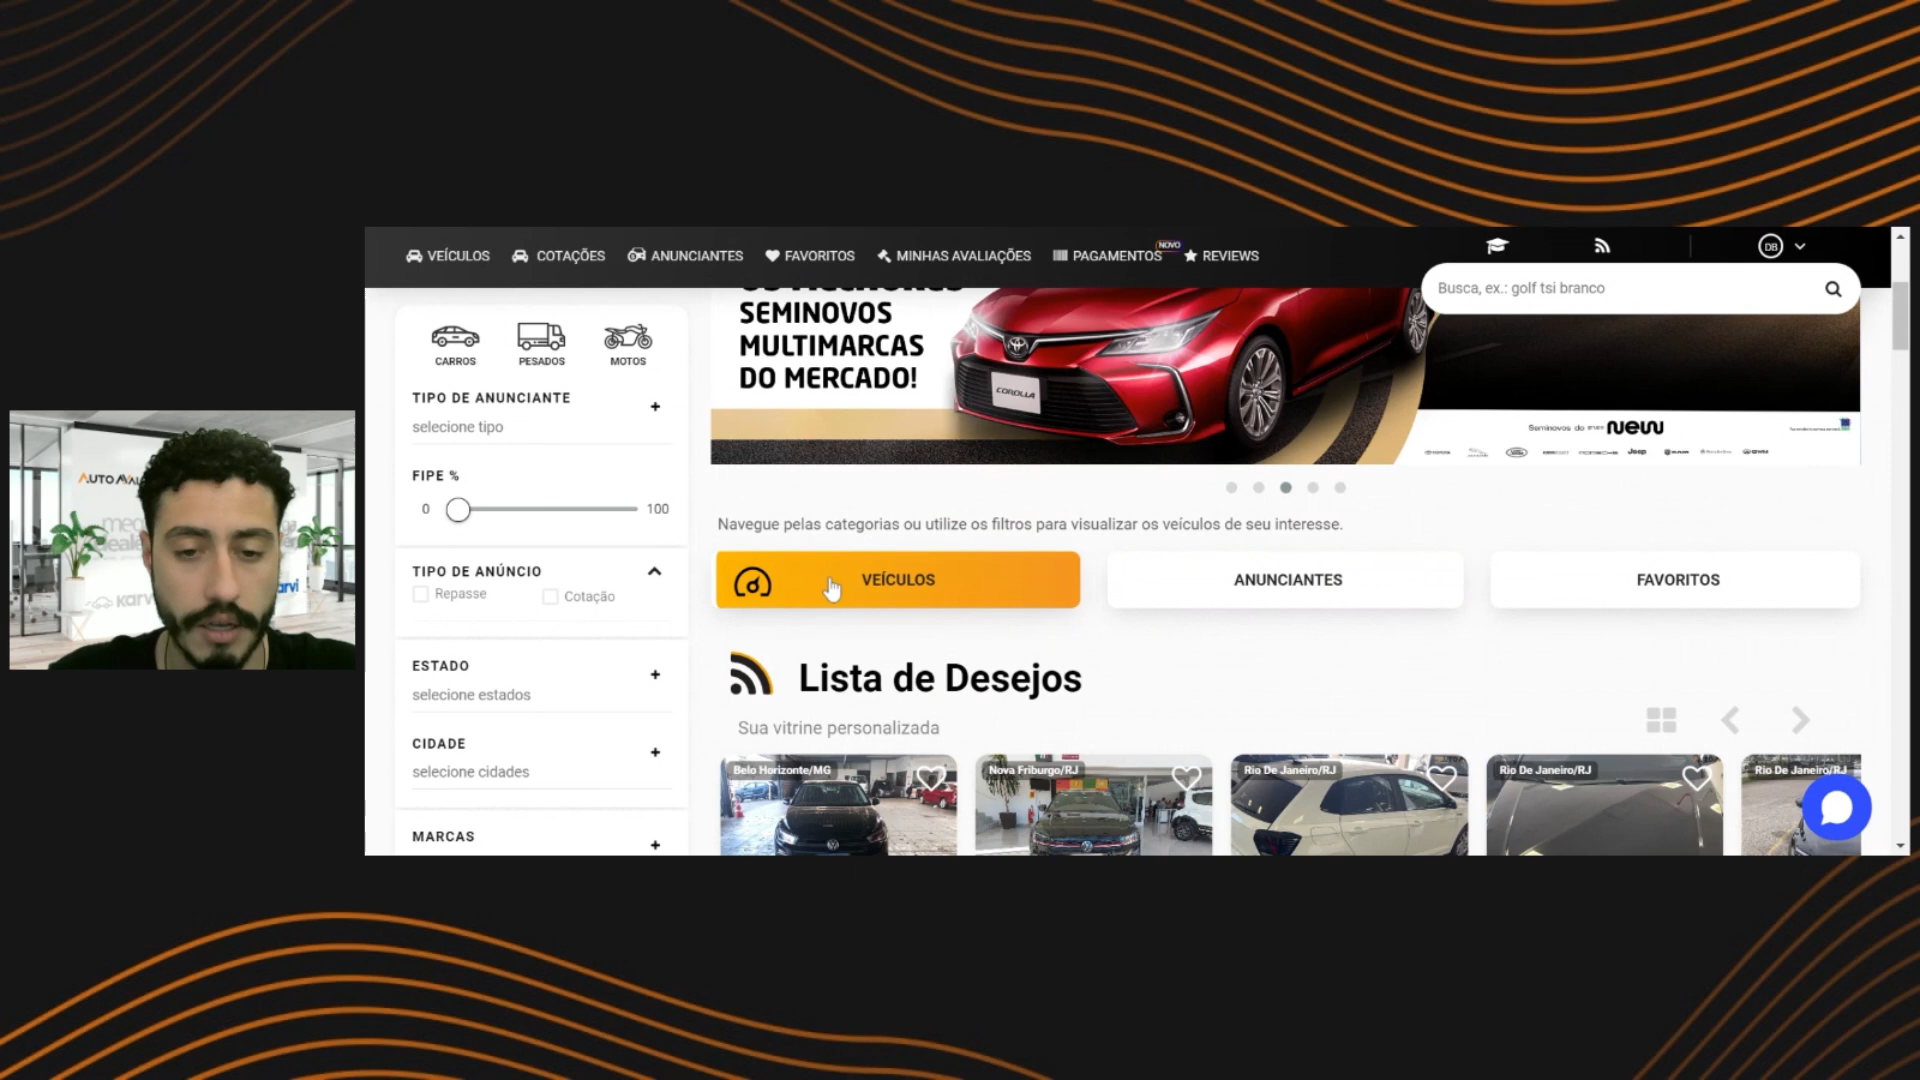 VEÍCULOS
COTAÇÕES
ANUNCIANTES
FAVORITOS
MINHAS AVALIAÇÕES
PAGAMENTOS
NOVO
REVIEWS
DB
Busca, ex.: golf tsi branco
CARROS
PESADOS
MOTOS
TIPO DE ANUNCIANTE
selecione tipo
FIPE %
0
100
TIPO DE ANÚNCIO
Repasse
Cotação
ESTADO
selecione estados
CIDADE
selecione cidades
MARCAS
SEMINOVOS
MULTIMARCAS
DO MERCADO!
COROLLA
Seminovos do
new
Jeep
Navegue pelas categorias ou utilize os filtros para visualizar os veículos de seu interesse.
VEÍCULOS
ANUNCIANTES
FAVORITOS
Lista de Desejos
Sua vitrine personalizada
Belo Horizonte/MG
Nova Friburgo/RJ
Rio De Janeiro/RJ
Rio De Janeiro/RJ
Rio De Janeiro/RJ